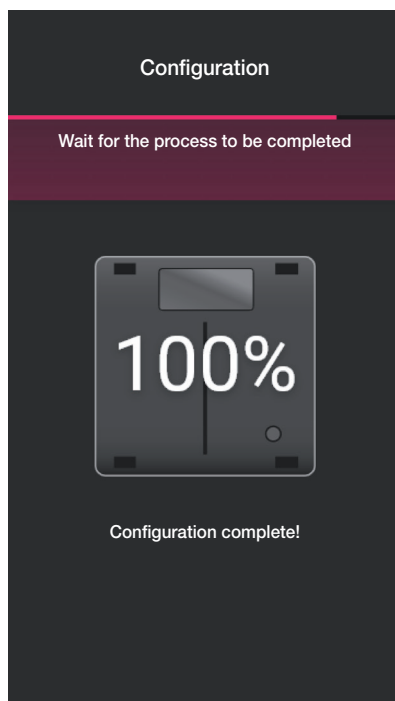 Configuration
Wait for the process to be completed
100%
Configuration complete!